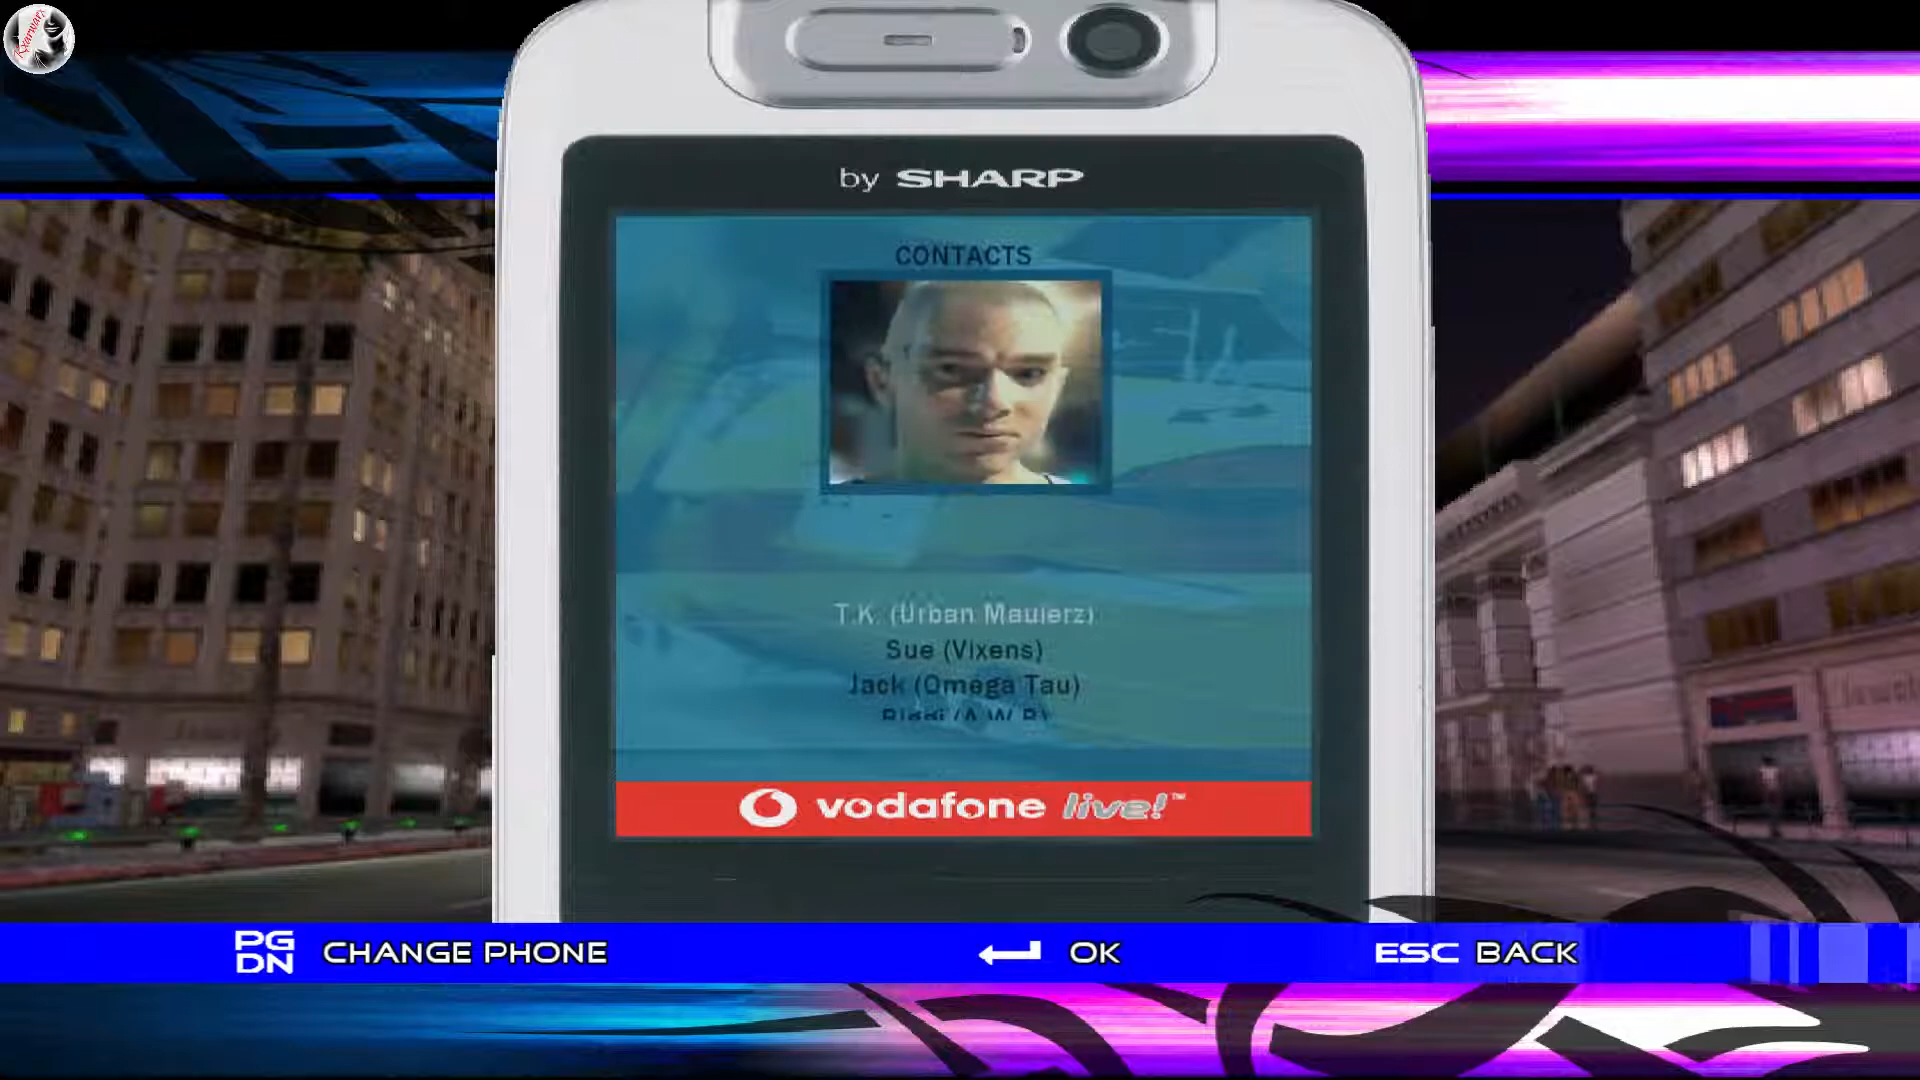 by SHARP
CONTACTS
T.K. (Urban Maulerz)
Sue (Vixens)
Jack (Omega Tau)
vodafone live!™
PG DN CHANGE PHONE
OK
ESC BACK